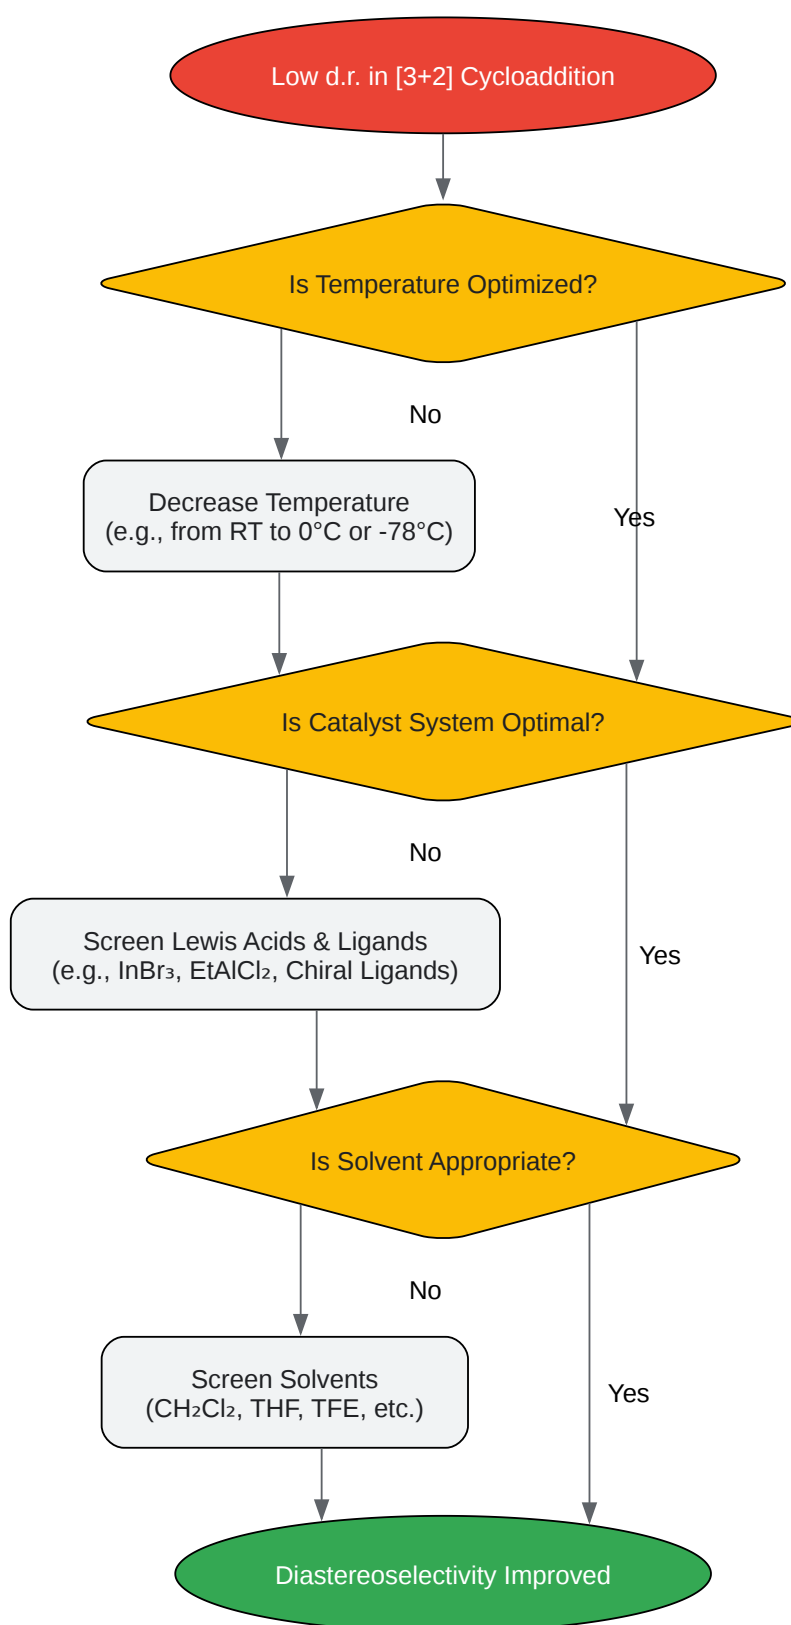 Low d.r. in [3+2] Cycloaddition
Is Temperature Optimized?
No
Decrease Temperature
(e.g., from RT to 0°C or -78°C)
Yes
Is Catalyst System Optimal?
No
Screen Lewis Acids & Ligands
(e.g., InBr₃, EtAlCl₂, Chiral Ligands)
Yes
Is Solvent Appropriate?
No
Screen Solvents
(CH₂Cl₂, THF, TFE, etc.)
Yes
Diastereoselectivity Improved